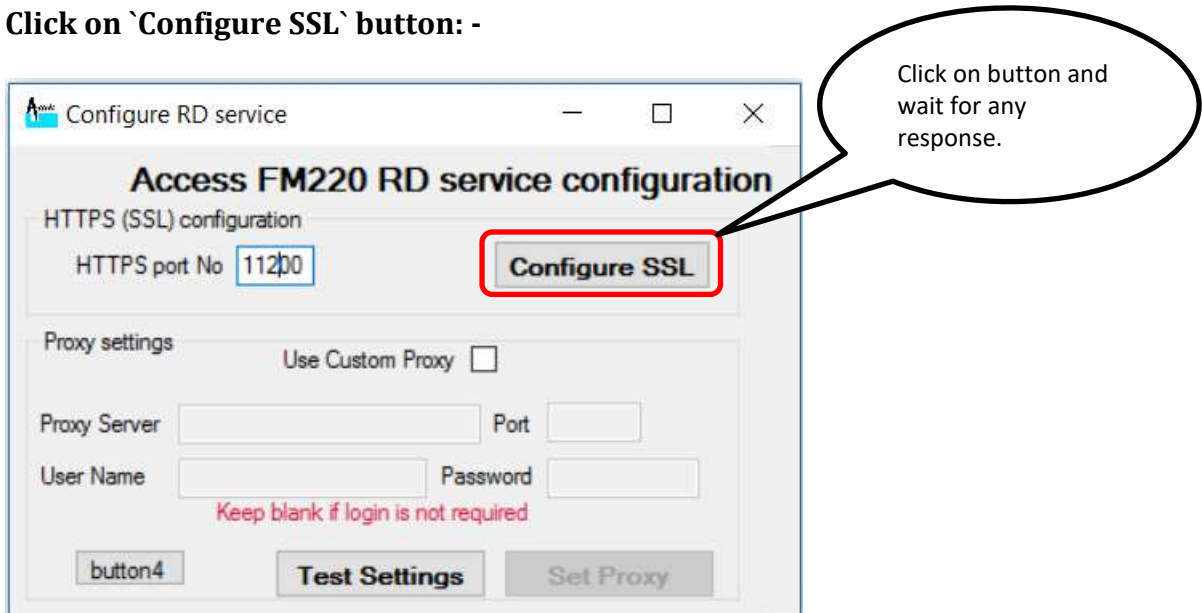 Click on `Configure SSL` button: -
Click on button and
wait for any
response.
Configure RD service
Access FM220 RD service configuration
HTTPS (SSL) configuration
HTTPS port No 11200
Configure SSL
Proxy settings
Use Custom Proxy
Proxy Server
Port
User Name
Password
Keep blank if login is not required
button4
Test Settings
Set Proxy